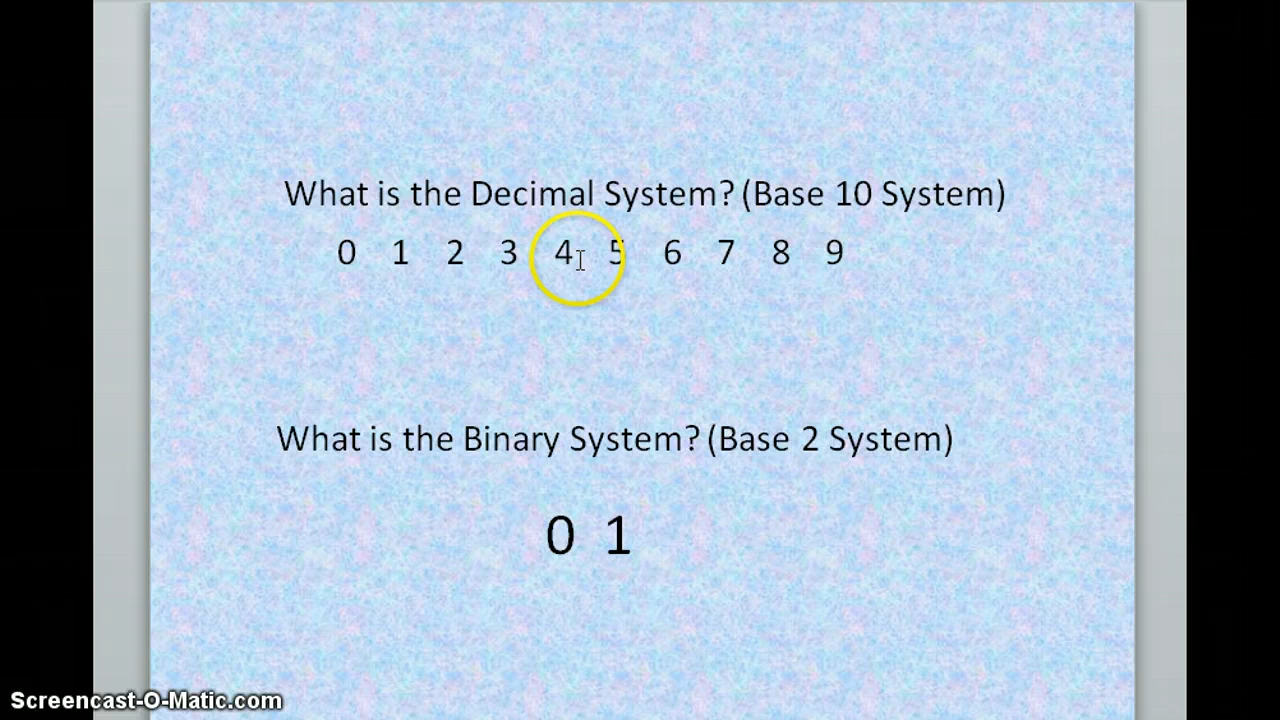 What is the Decimal System? (Base 10 System)
0 1 2 3 4 5 6 7 8 9
What is the Binary System? (Base 2 System)
0 1
Screencast-O-Matic.com